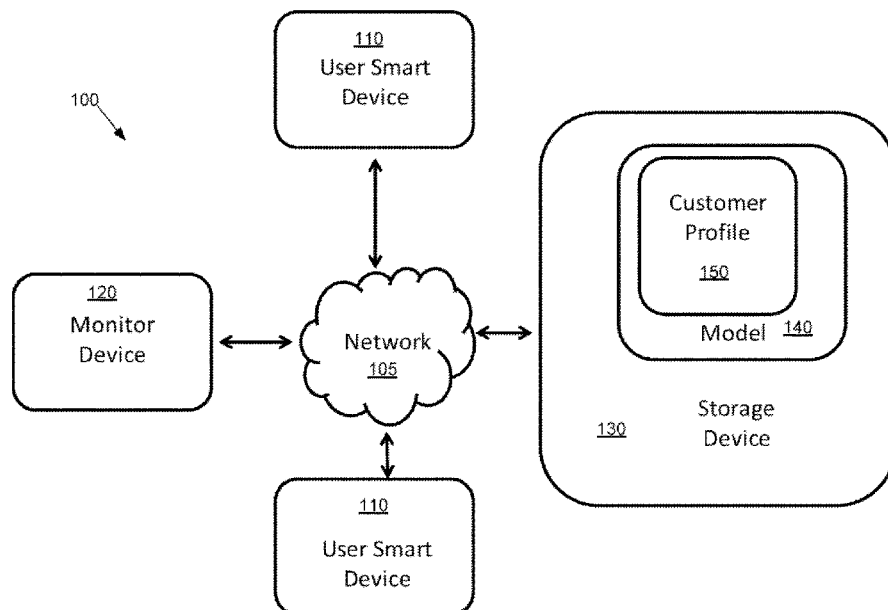 110
User Smart
Device
100
Customer
Profile
150
Model 140
120
Monitor
Device
Network
105
Storage
130 Device
110
User Smart
Device